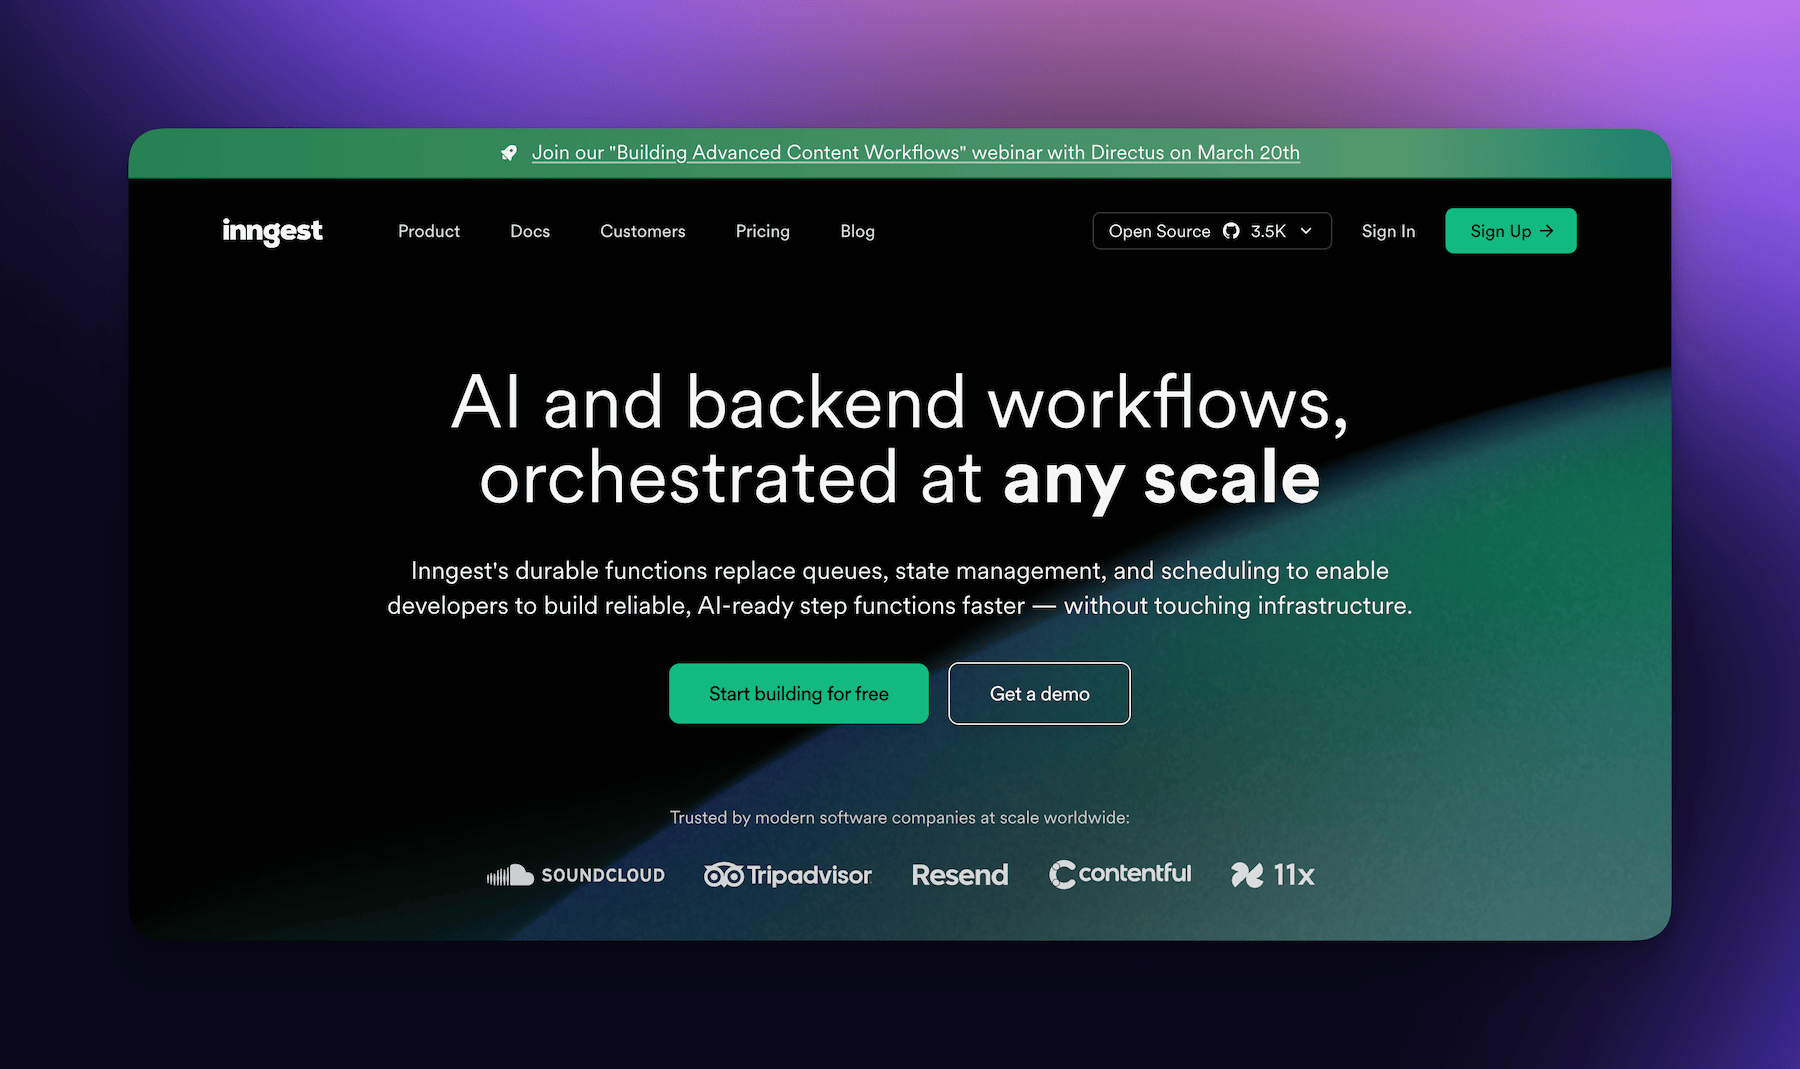 Join our "Building Advanced Content Workflows" webinar with Directus on March 20th
inngest Product Docs Customers Pricing Blog Open Source 3.5K Sign In Sign Up →
AI and backend workflows,
orchestrated at any scale
Inngest's durable functions replace queues, state management, and scheduling to enable
developers to build reliable, AI-ready step functions faster — without touching infrastructure.
Start building for free Get a demo
Trusted by modern software companies at scale worldwide:
SOUNDCLOUD Tripadvisor Resend contentful 11x